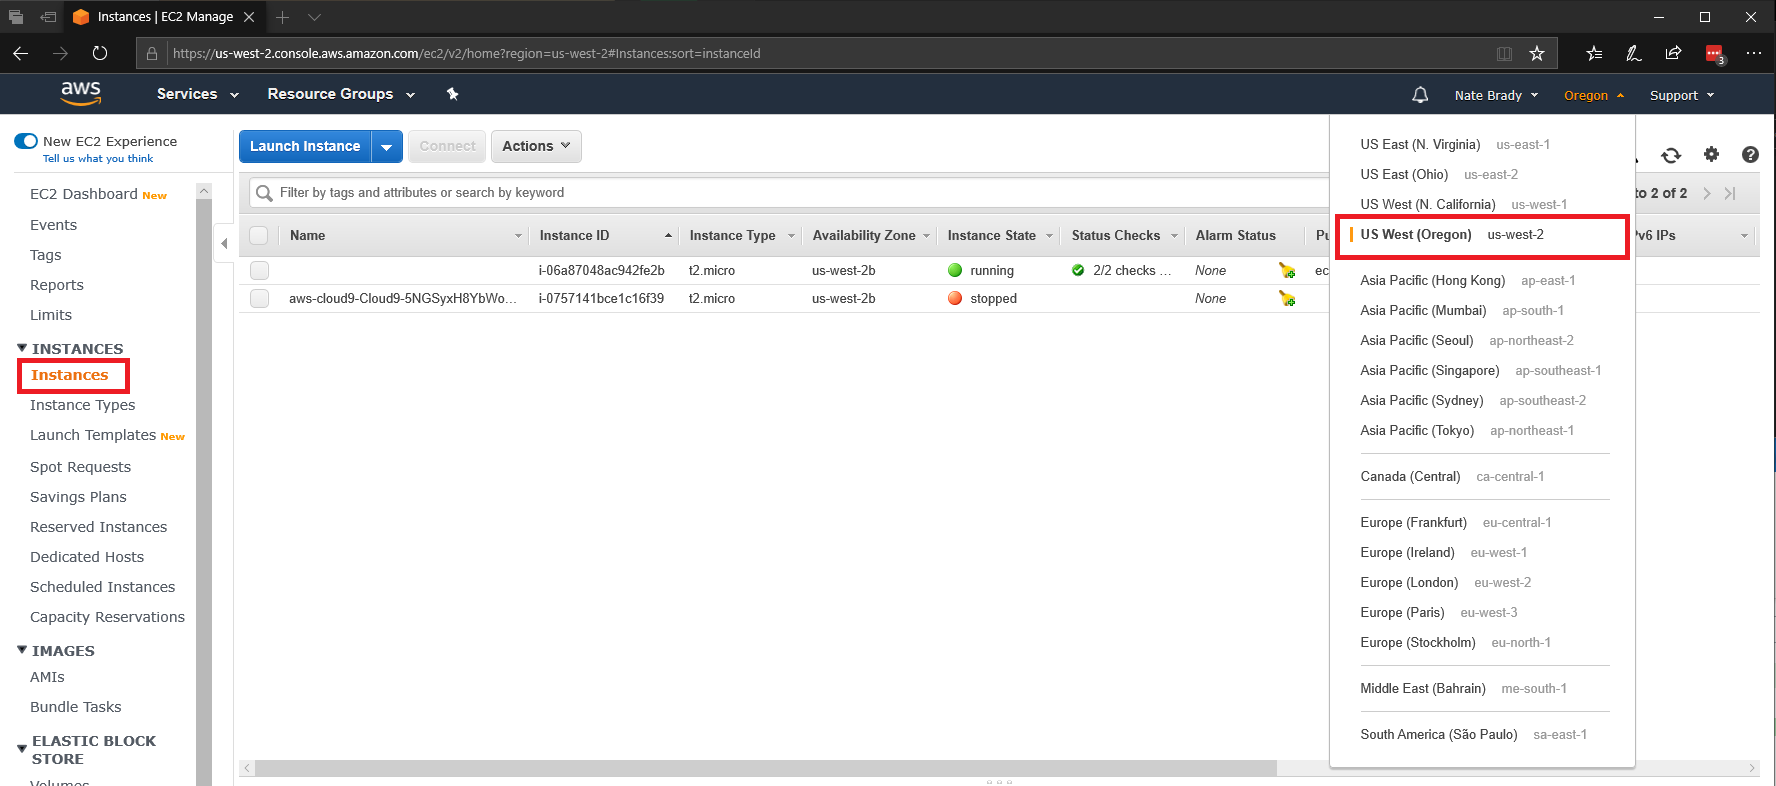 Instances | EC2 Manage
https://us-west-2.console.aws.amazon.com/ec2/v2/home?region=us-west-2#Instances:sort=instanceId
3
aws Services Resource Groups Nate Brady Oregon Support
New EC2 Experience
Tell us what you think
EC2 Dashboard New
Events
Tags
Reports
Limits
INSTANCES
Instances
Instance Types
Launch Templates New
Spot Requests
Savings Plans
Reserved Instances
Dedicated Hosts
Scheduled Instances
Capacity Reservations
IMAGES
AMIs
Bundle Tasks
ELASTIC BLOCK
STORE
Volumes
Launch Instance Connect Actions
Filter by tags and attributes or search by keyword
to 2 of 2
Name Instance ID Instance Type Availability Zone Instance State Status Checks Alarm Status Pu v6 IPs
i-06a87048ac942fe2b t2.micro us-west-2b running 2/2 checks ... None ec
aws-cloud9-Cloud9-5NGSyxH8YbWo... i-0757141bce1c16f39 t2.micro us-west-2b stopped None
US East (N. Virginia) us-east-1
US East (Ohio) us-east-2
US West (N. California) us-west-1
US West (Oregon) us-west-2
Asia Pacific (Hong Kong) ap-east-1
Asia Pacific (Mumbai) ap-south-1
Asia Pacific (Seoul) ap-northeast-2
Asia Pacific (Singapore) ap-southeast-1
Asia Pacific (Sydney) ap-southeast-2
Asia Pacific (Tokyo) ap-northeast-1
Canada (Central) ca-central-1
Europe (Frankfurt) eu-central-1
Europe (Ireland) eu-west-1
Europe (London) eu-west-2
Europe (Paris) eu-west-3
Europe (Stockholm) eu-north-1
Middle East (Bahrain) me-south-1
South America (São Paulo) sa-east-1